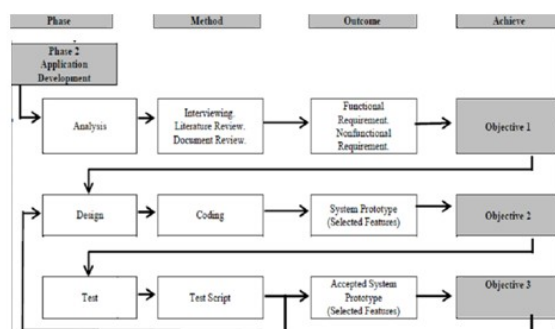 Phase
Method
Outcome
Achieve
Phase 2
Application
Development
Analysis
Interviewing.
Literature Review.
Document Review.
Functional
Requirement.
Nonfunctional
Requirement.
Objective 1
Design
Coding
System Prototype
(Selected Features)
Objective 2
Test
Test Script
Accepted System
Prototype
(Selected Features)
Objective 3